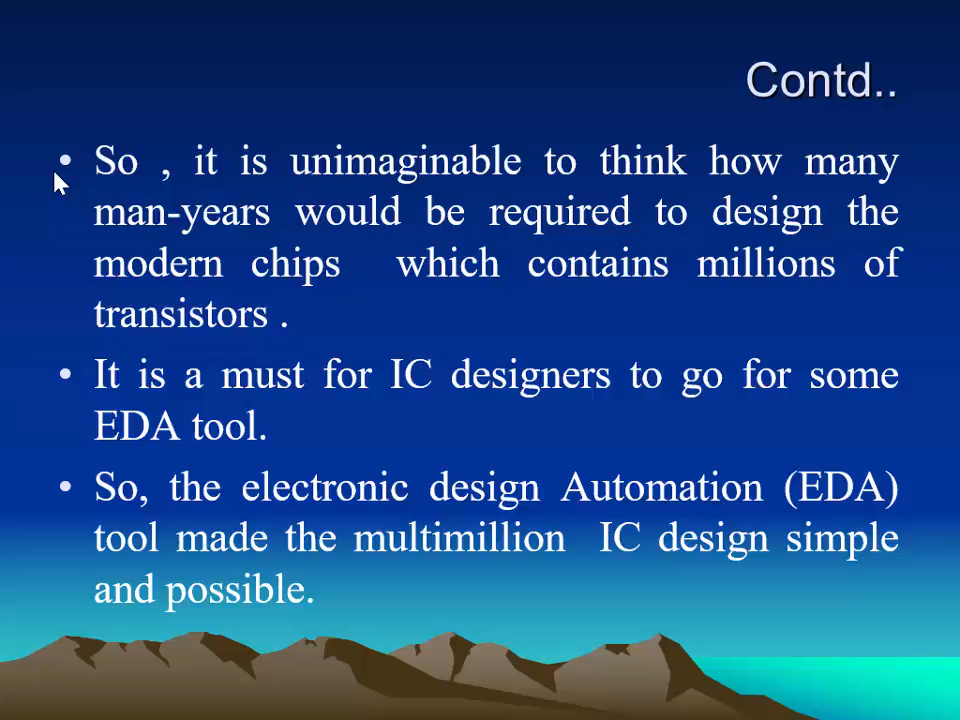 Contd..
• So , it is unimaginable to think how many
man-years would be required to design the
modern chips which contains millions of
transistors .
• It is a must for IC designers to go for some
EDA tool.
• So, the electronic design Automation (EDA)
tool made the multimillion IC design simple
and possible.